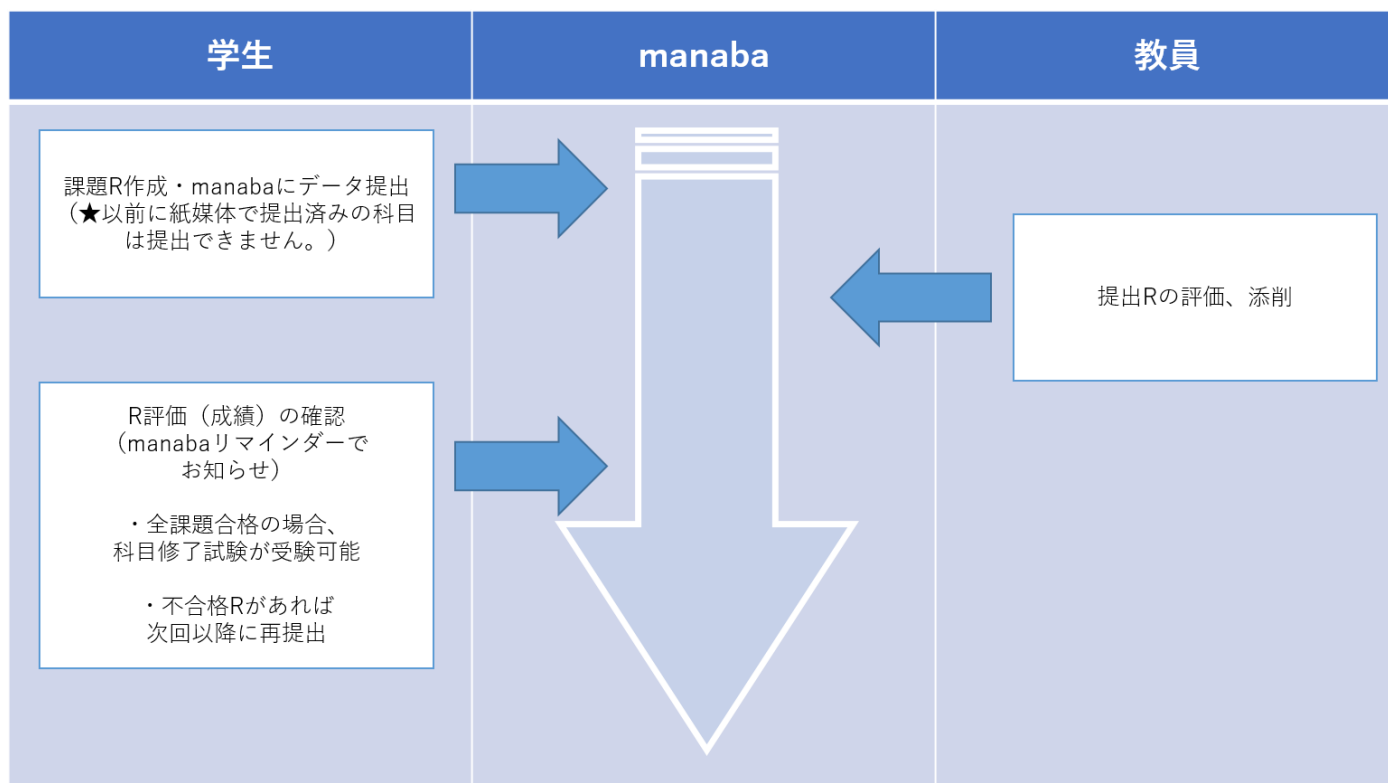 学生
manaba
教員
課題R作成・manabaにデータ提出
（★以前に紙媒体で提出済みの科目
は提出できません。）
提出Rの評価、添削
R評価（成績）の確認
（manabaリマインダーで
お知らせ）
・全課題合格の場合、
科目修了試験が受験可能
・不合格Rがあれば
次回以降に再提出